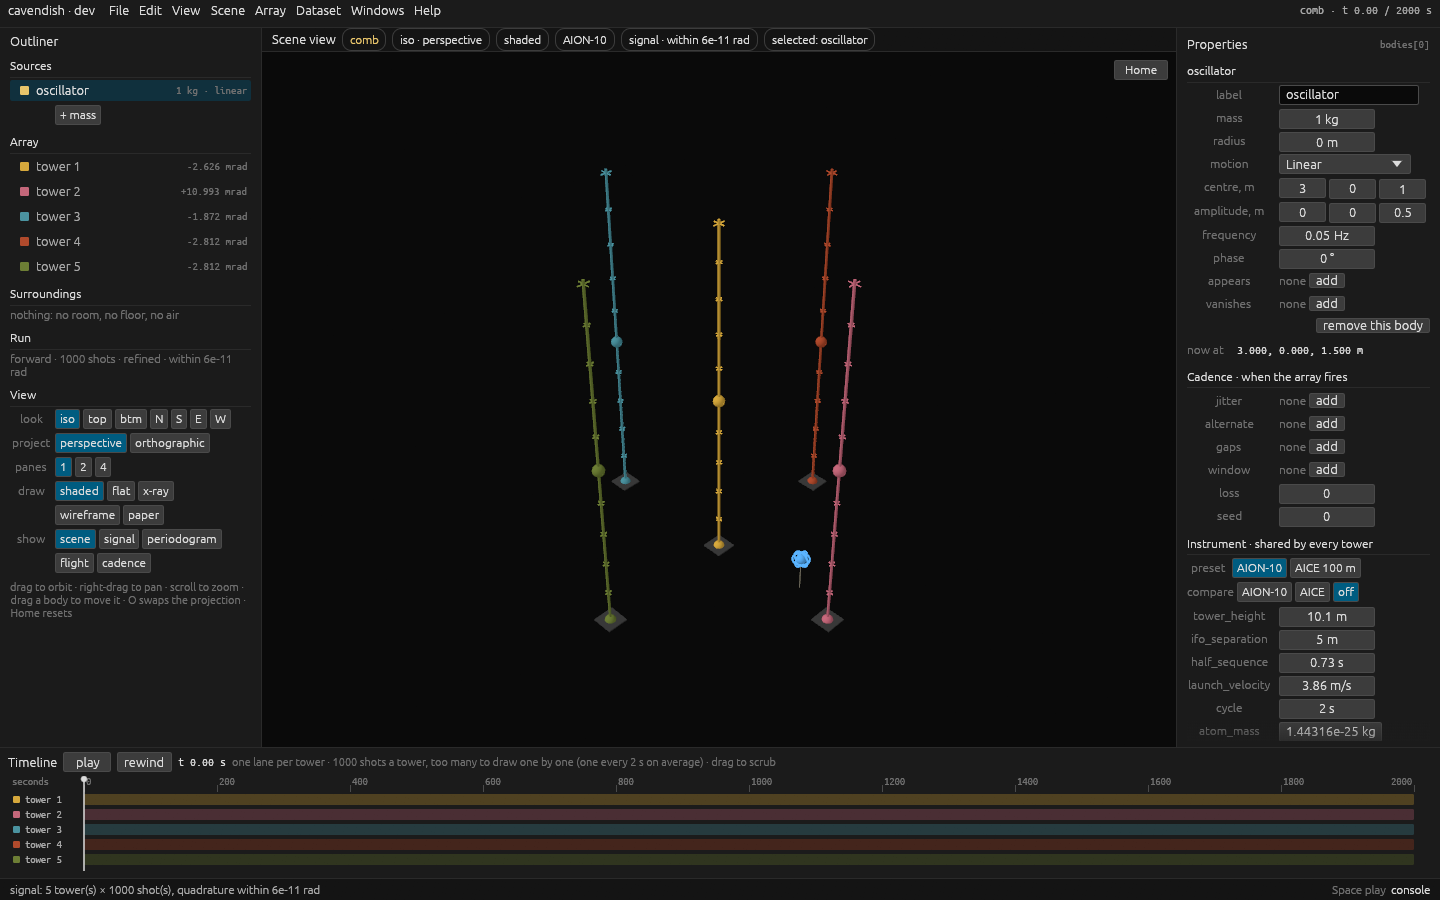 cavendish · dev File Edit View Scene Array Dataset Windows Help comb · t 0.00 / 2000 s
Outliner
Sources
oscillator 1 kg · linear
+ mass
Array
tower 1 -2.626 mrad
tower 2 +10.993 mrad
tower 3 -1.872 mrad
tower 4 -2.812 mrad
tower 5 -2.812 mrad
Surroundings
nothing: no room, no floor, no air
Run
forward · 1000 shots · refined · within 6e-11
rad
View
look iso top btm N S E W
project perspective orthographic
panes 1 2 4
draw shaded flat x-ray
wireframe paper
show scene signal periodogram
flight cadence
drag to orbit · right-drag to pan · scroll to zoom ·
drag a body to move it · O swaps the projection ·
Home resets
Scene view comb iso · perspective shaded AION-10 signal · within 6e-11 rad selected: oscillator
Home
Properties bodies[0]
oscillator
label oscillator
mass 1 kg
radius 0 m
motion Linear
centre, m 3 0 1
amplitude, m 0 0 0.5
frequency 0.05 Hz
phase 0°
appears none add
vanishes none add
remove this body
now at 3.000, 0.000, 1.500 m
Cadence · when the array fires
jitter none add
alternate none add
gaps none add
window none add
loss 0
seed 0
Instrument · shared by every tower
preset AION-10 AICE 100 m
compare AION-10 AICE off
tower_height 10.1 m
ifo_separation 5 m
half_sequence 0.73 s
launch_velocity 3.86 m/s
cycle 2 s
atom_mass 1.44316e-25 kg
Timeline play rewind t 0.00 s one lane per tower · 1000 shots a tower, too many to draw one by one (one every 2 s on average) · drag to scrub
seconds 0 200 400 600 800 1000 1200 1400 1600 1800 2000
tower 1
tower 2
tower 3
tower 4
tower 5
signal: 5 tower(s) × 1000 shot(s), quadrature within 6e-11 rad Space play console